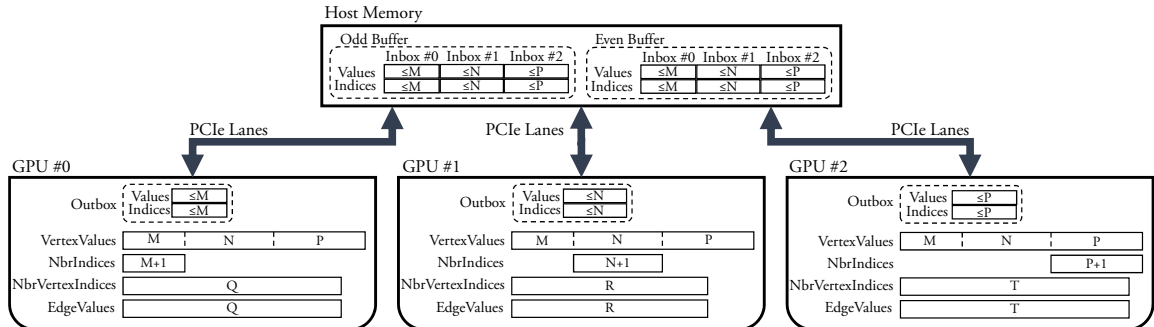 Host Memory
Odd Buffer
Inbox #0 Inbox #1 Inbox #2
Values ≤M ≤N ≤P
Indices ≤M ≤N ≤P
Even Buffer
Inbox #0 Inbox #1 Inbox #2
Values ≤M ≤N ≤P
Indices ≤M ≤N ≤P
PCIe Lanes
PCIe Lanes
PCIe Lanes
GPU #0
Outbox
Values ≤M
Indices ≤M
VertexValues M N P
NbrIndices M+1
NbrVertexIndices Q
EdgeValues Q
GPU #1
Outbox
Values ≤N
Indices ≤N
VertexValues M N P
NbrIndices N+1
NbrVertexIndices R
EdgeValues R
GPU #2
Outbox
Values ≤P
Indices ≤P
VertexValues M N P
NbrIndices P+1
NbrVertexIndices T
EdgeValues T